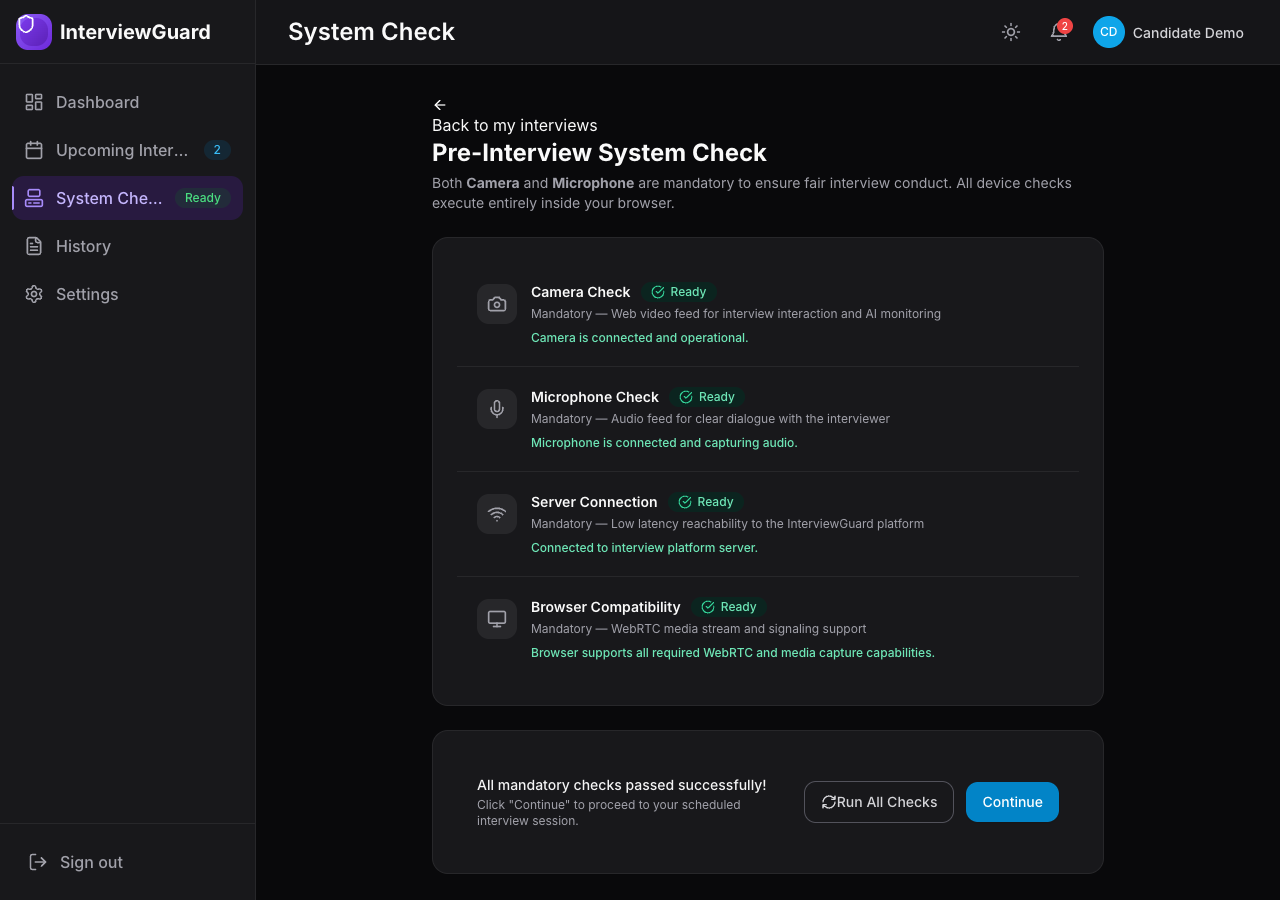 InterviewGuard
System Check
2
CD
Candidate Demo
Dashboard
Upcoming Inter...
2
System Che...
Ready
History
Settings
Sign out
Back to my interviews
Pre-Interview System Check
Both Camera and Microphone are mandatory to ensure fair interview conduct. All device checks
execute entirely inside your browser.
Camera Check
Ready
Mandatory — Web video feed for interview interaction and AI monitoring
Camera is connected and operational.
Microphone Check
Ready
Mandatory — Audio feed for clear dialogue with the interviewer
Microphone is connected and capturing audio.
Server Connection
Ready
Mandatory — Low latency reachability to the InterviewGuard platform
Connected to interview platform server.
Browser Compatibility
Ready
Mandatory — WebRTC media stream and signaling support
Browser supports all required WebRTC and media capture capabilities.
All mandatory checks passed successfully!
Click "Continue" to proceed to your scheduled
interview session.
Run All Checks
Continue